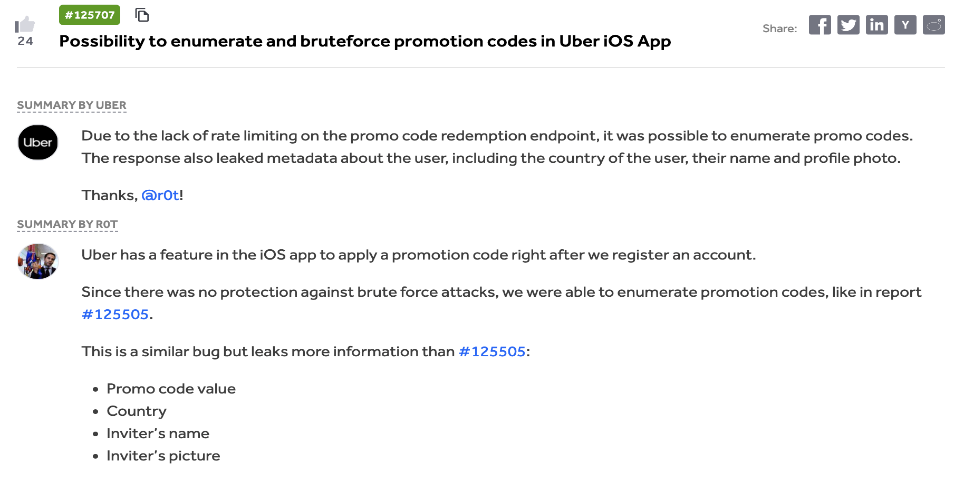 #125707
24
Possibility to enumerate and bruteforce promotion codes in Uber iOS App
Share:
Y
SUMMARY BY UBER
Uber
Due to the lack of rate limiting on the promo code redemption endpoint, it was possible to enumerate promo codes.
The response also leaked metadata about the user, including the country of the user, their name and profile photo.
Thanks, @r0t!
SUMMARY BY R0T
Uber has a feature in the iOS app to apply a promotion code right after we register an account.
Since there was no protection against brute force attacks, we were able to enumerate promotion codes, like in report
#125505.
This is a similar bug but leaks more information than #125505:
• Promo code value
• Country
• Inviter's name
• Inviter's picture